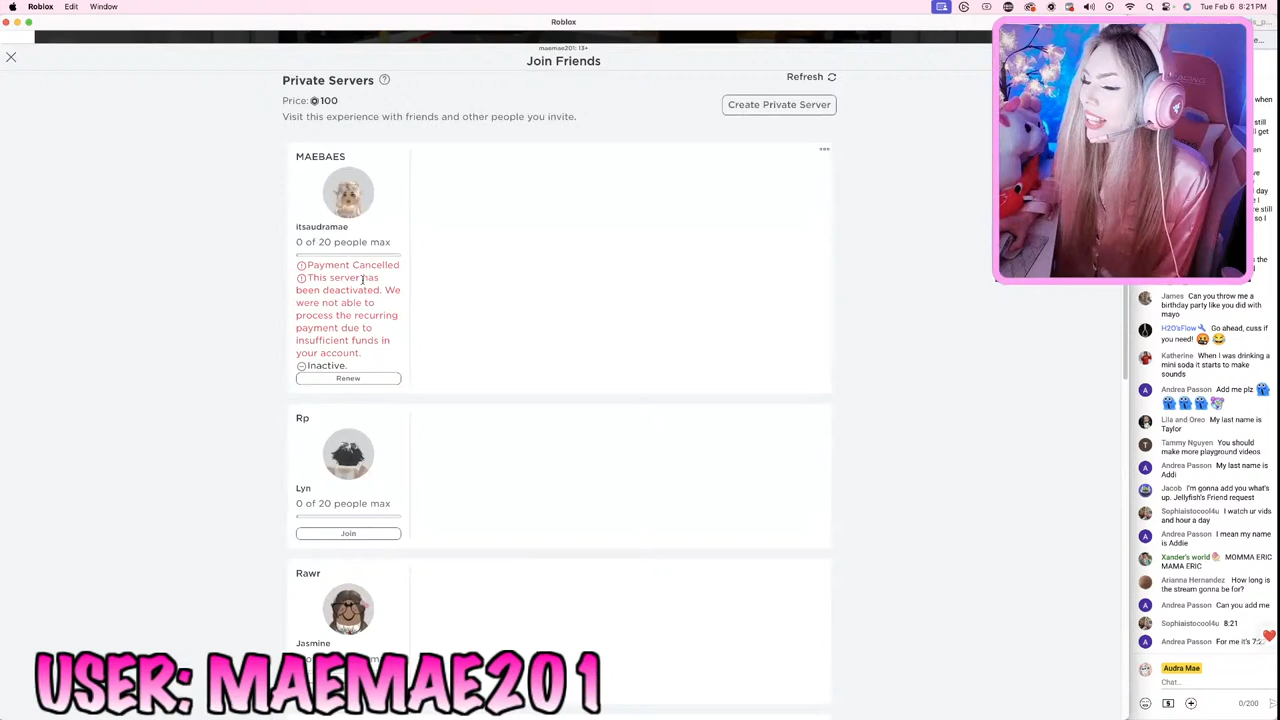 Roblox Edit Window
Tue Feb 6 8:21 PM
Roblox
maemae201: 13+
Join Friends
Private Servers
Refresh
Price: 100
Create Private Server
Visit this experience with friends and other people you invite.
MAEBAES
itsaudramae
0 of 20 people max
Payment Cancelled
This server has
been deactivated. We
were not able to
process the recurring
payment due to
insufficient funds in
your account.
Inactive.
Renew
Rp
Lyn
0 of 20 people max
Join
Rawr
Jasmine
USER: MAEMAE201
James Can you throw me a
birthday party like you did with
mayo
H2O'sFlow Go ahead, cuss if
you need! 🤬 😂
Katherine When I was drinking a
mini soda it starts to make
sounds
Andrea Passon Add me plz
Lila and Oreo My last name is
Taylor
Tammy Nguyen You should
make more playground videos
Andrea Passon My last name is
Addi
Jacob I'm gonna add you what's
up. Jellyfish's Friend request
Sophiaistocool4u I watch ur vids
and hour a day
Andrea Passon I mean my name
is Addie
Xander's world MOMMA ERIC
MAMA ERIC
Arianna Hernandez How long is
the stream gonna be for?
Andrea Passon Can you add me
Sophiaistocool4u 8:21
Andrea Passon For me it's 7:2
Audra Mae
Chat...
0/200